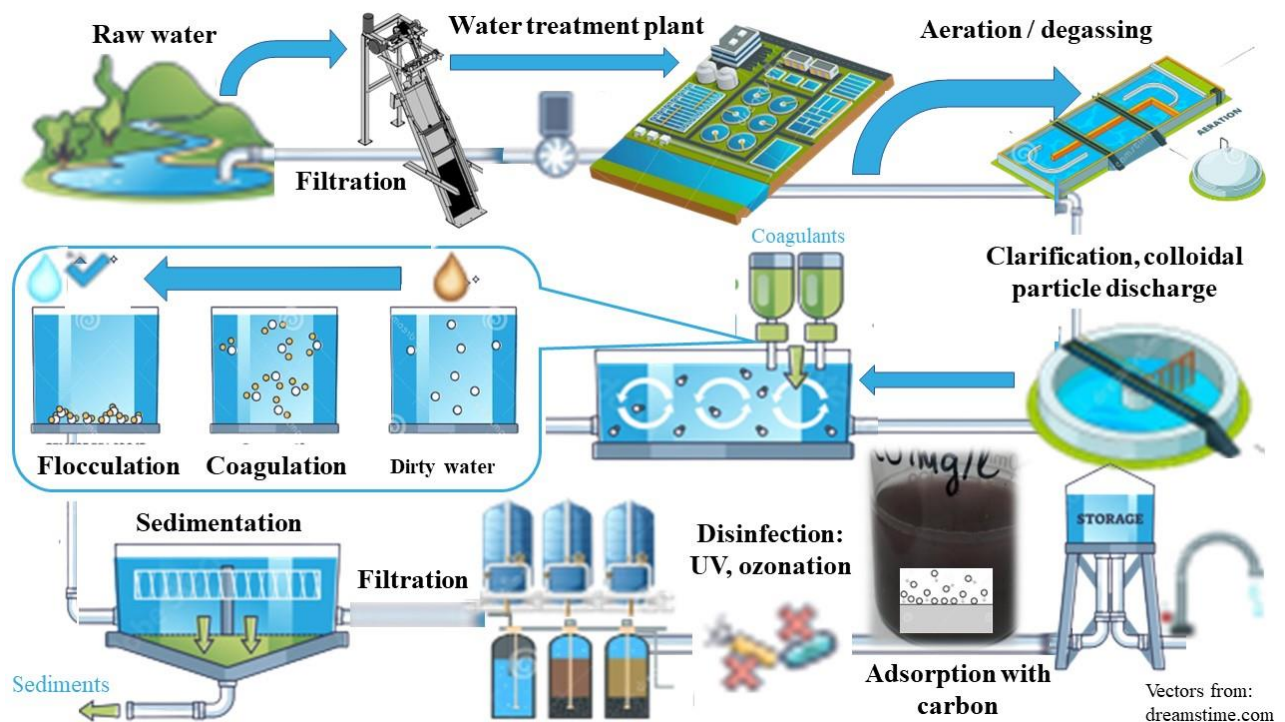 Raw water
Water treatment plant
Aeration / degassing
Filtration
AERATION
Coagulants
Clarification, colloidal
particle discharge
Flocculation
Coagulation
Dirty water
Sedimentation
Filtration
Disinfection:
UV, ozonation
mg/l
STORAGE
Sediments
Adsorption with
carbon
Vectors from:
dreamstime.com